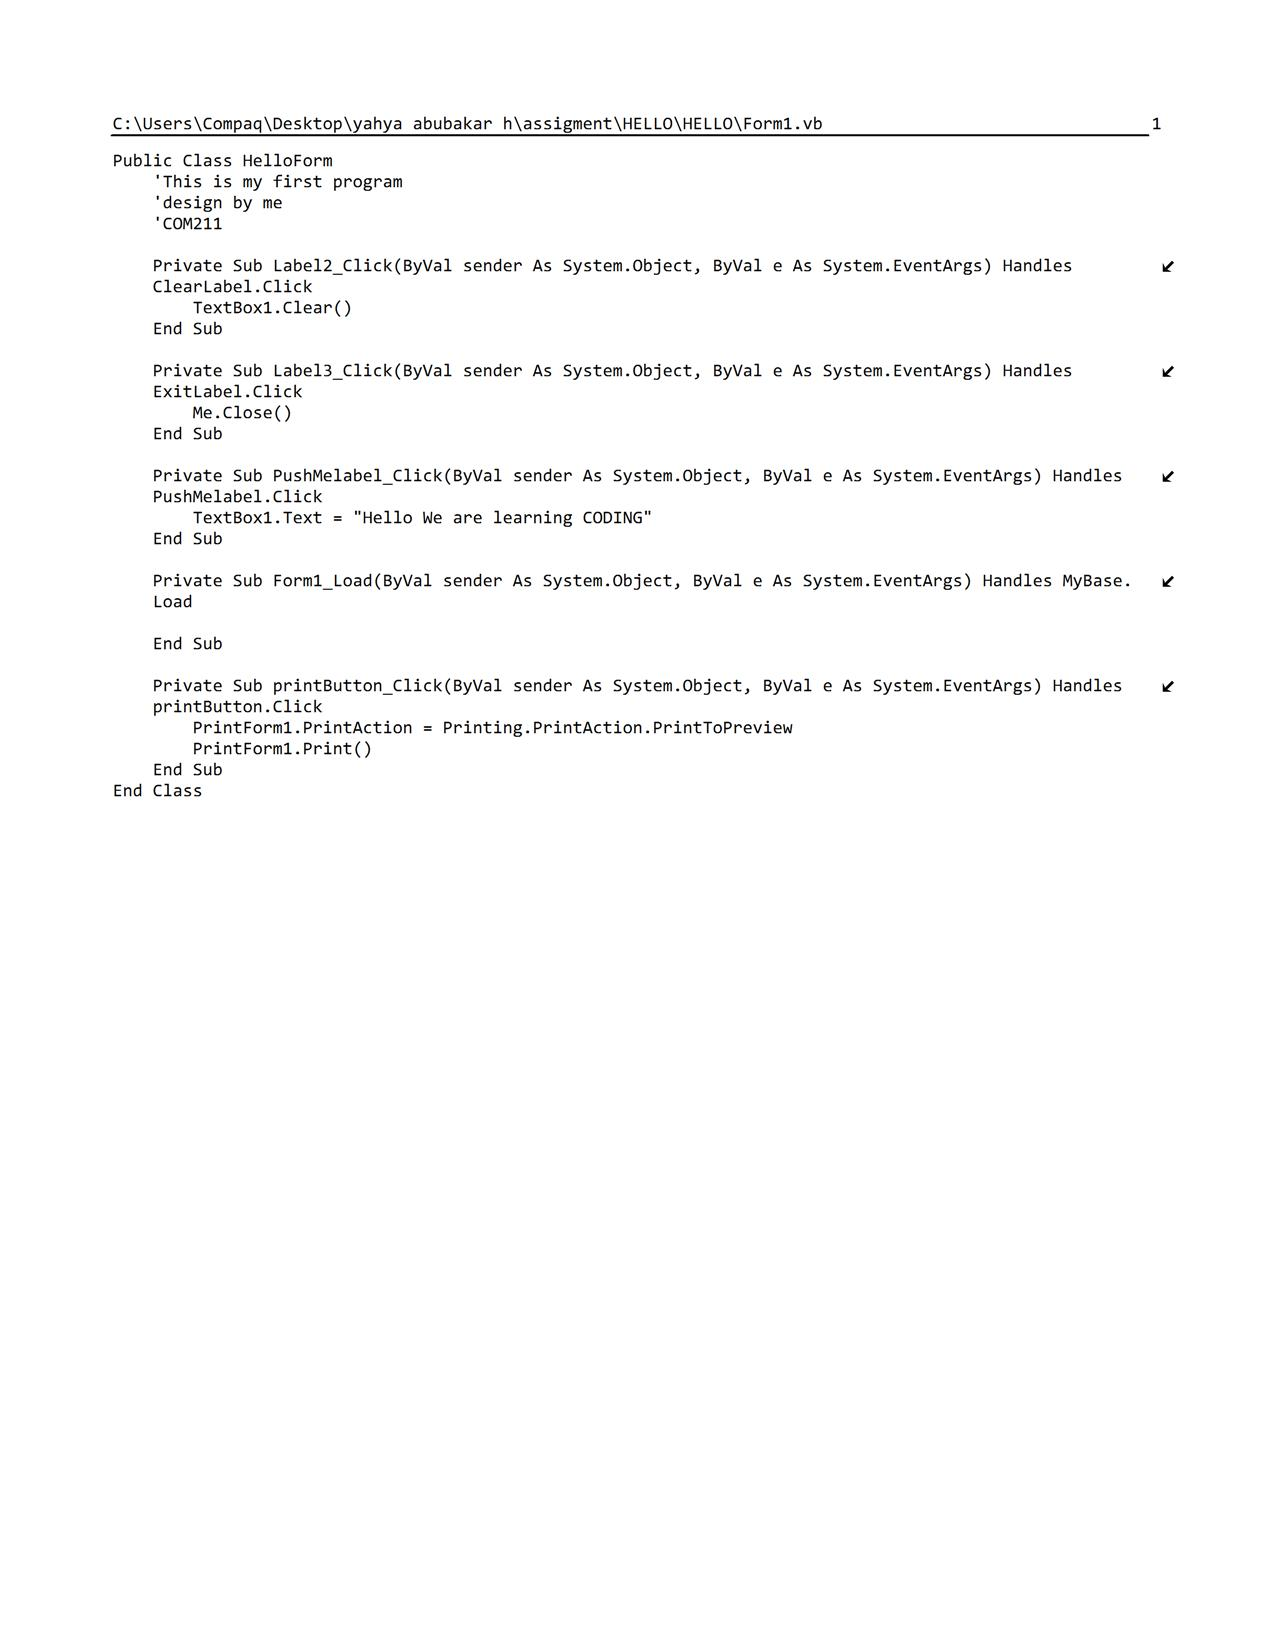 C:\Users\Compaq\Desktop\yahya abubakar h\assigment\HELLO\HELLO\Form1.vb 1
Public Class HelloForm
    'This is my first program
    'design by me
    'COM211
    Private Sub Label2_Click(ByVal sender As System.Object, ByVal e As System.EventArgs) Handles
    ClearLabel.Click
        TextBox1.Clear()
    End Sub
    Private Sub Label3_Click(ByVal sender As System.Object, ByVal e As System.EventArgs) Handles
    ExitLabel.Click
        Me.Close()
    End Sub
    Private Sub PushMelabel_Click(ByVal sender As System.Object, ByVal e As System.EventArgs) Handles
    PushMelabel.Click
        TextBox1.Text = "Hello We are learning CODING"
    End Sub
    Private Sub Form1_Load(ByVal sender As System.Object, ByVal e As System.EventArgs) Handles MyBase.
    Load
    End Sub
    Private Sub printButton_Click(ByVal sender As System.Object, ByVal e As System.EventArgs) Handles
    printButton.Click
        PrintForm1.PrintAction = Printing.PrintAction.PrintToPreview
        PrintForm1.Print()
    End Sub
End Class